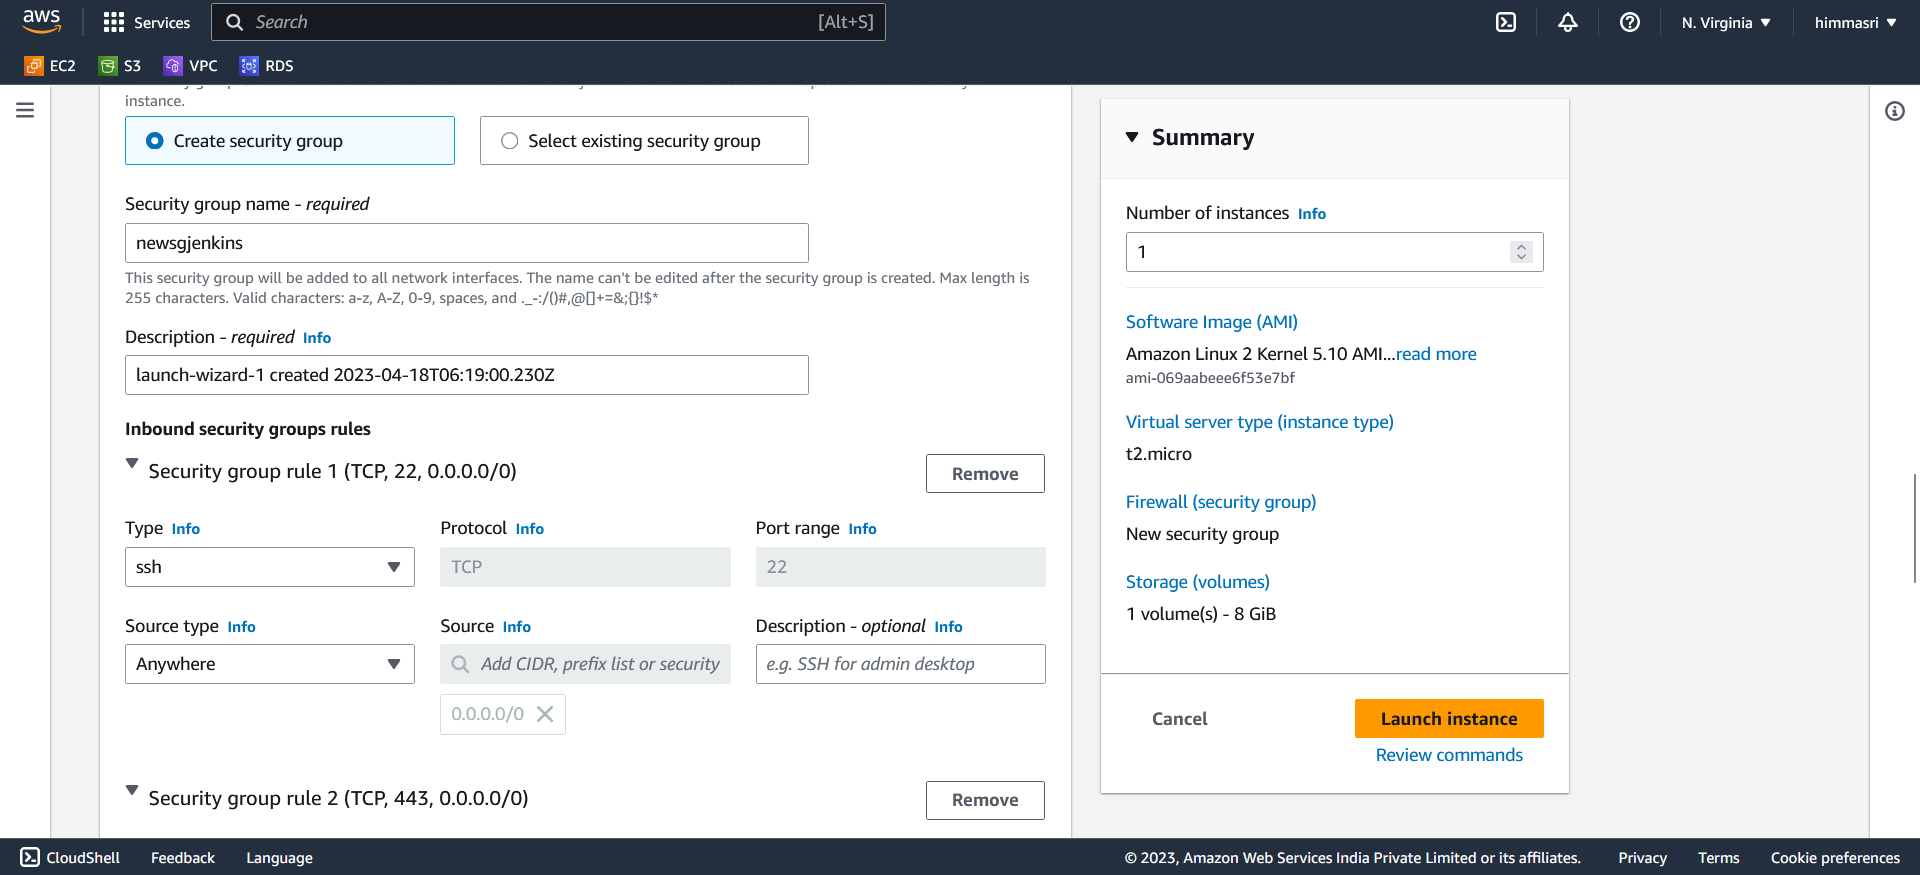 aws
Services
Search
[Alt+S]
N. Virginia
himmasri
EC2
S3
VPC
RDS
instance.
Create security group
Select existing security group
Security group name - required
newsgjenkins
This security group will be added to all network interfaces. The name can't be edited after the security group is created. Max length is
255 characters. Valid characters: a-z, A-Z, 0-9, spaces, and ._-:/()#,@[]+=&;{}!$*
Description - required Info
launch-wizard-1 created 2023-04-18T06:19:00.230Z
Inbound security groups rules
Security group rule 1 (TCP, 22, 0.0.0.0/0)
Remove
Type Info
Protocol Info
Port range Info
ssh
TCP
22
Source type Info
Source Info
Description - optional Info
Anywhere
Add CIDR, prefix list or security
e.g. SSH for admin desktop
0.0.0.0/0
Security group rule 2 (TCP, 443, 0.0.0.0/0)
Remove
Summary
Number of instances Info
1
Software Image (AMI)
Amazon Linux 2 Kernel 5.10 AMI...read more
ami-069aabeee6f53e7bf
Virtual server type (instance type)
t2.micro
Firewall (security group)
New security group
Storage (volumes)
1 volume(s) - 8 GiB
Cancel
Launch instance
Review commands
CloudShell
Feedback
Language
© 2023, Amazon Web Services India Private Limited or its affiliates.
Privacy
Terms
Cookie preferences